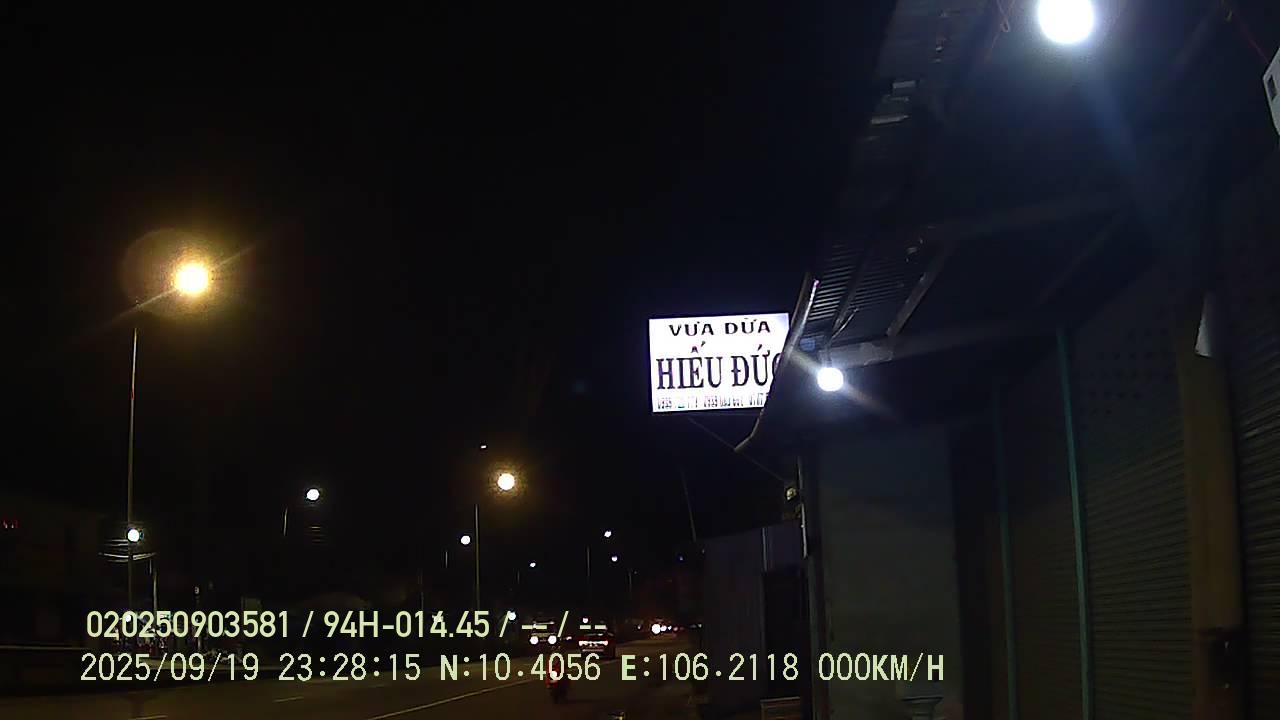 VỰA DỪA
HIẾU ĐỨC
020250903581 / 94H-014.45 / -- / --
2025/09/19 23:28:15 N:10.4056 E:106.2118 000KM/H